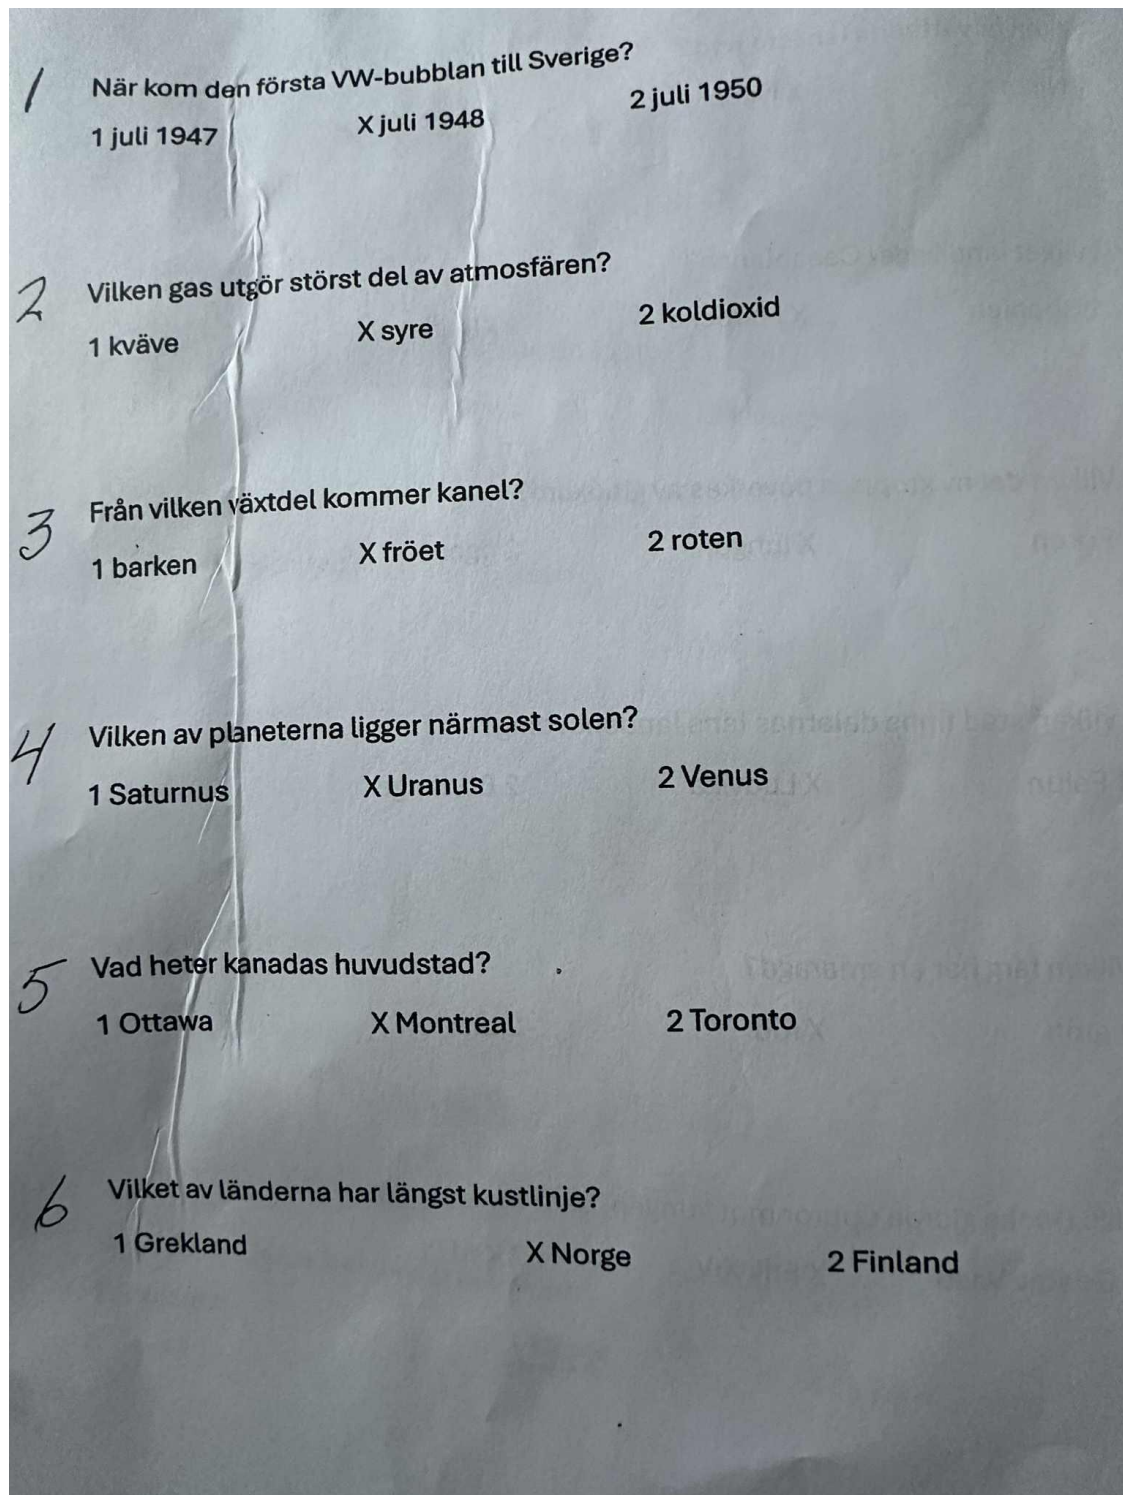 1 När kom den första VW-bubblan till Sverige?
1 juli 1947 X juli 1948 2 juli 1950
2 Vilken gas utgör störst del av atmosfären?
1 kväve X syre 2 koldioxid
3 Från vilken växtdel kommer kanel?
1 barken X fröet 2 roten
4 Vilken av planeterna ligger närmast solen?
1 Saturnus X Uranus 2 Venus
5 Vad heter kanadas huvudstad?
1 Ottawa X Montreal 2 Toronto
6 Vilket av länderna har längst kustlinje?
1 Grekland X Norge 2 Finland